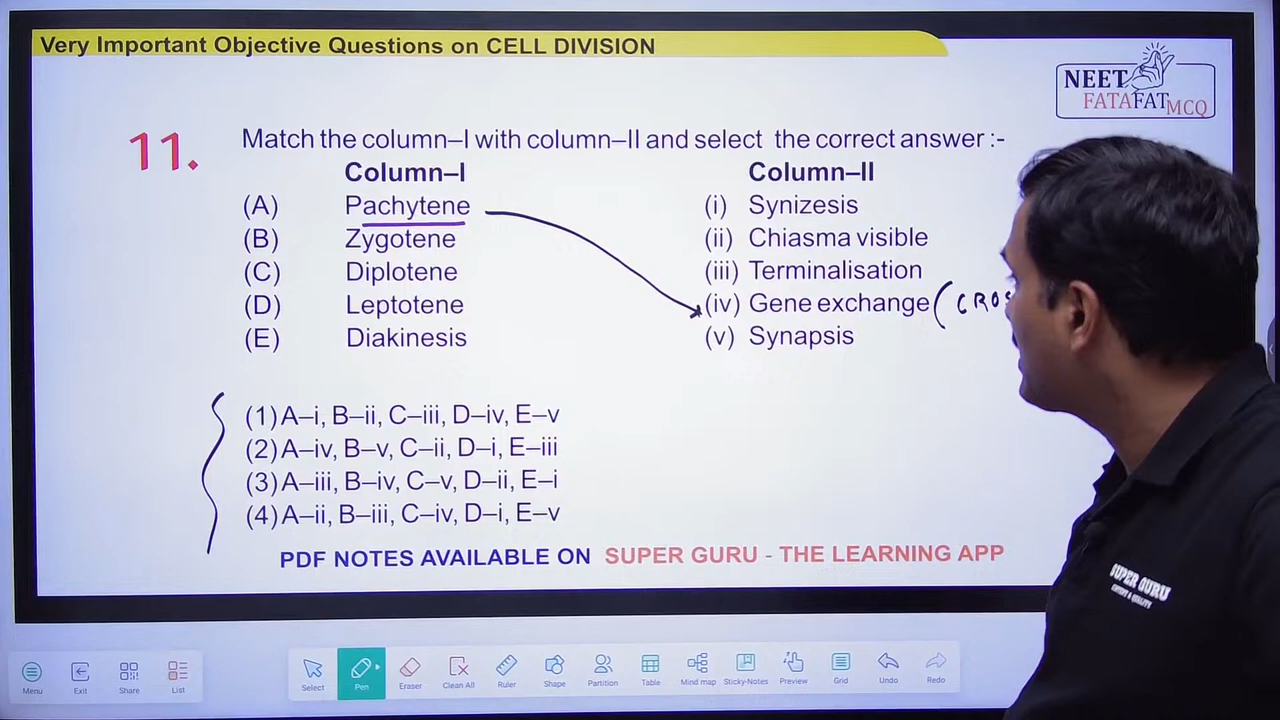 Very Important Objective Questions on CELL DIVISION
NEET
FATAFAT MCQ
11. Match the column–I with column–II and select the correct answer :-
Column–I Column–II
(A) Pachytene (i) Synizesis
(B) Zygotene (ii) Chiasma visible
(C) Diplotene (iii) Terminalisation
(D) Leptotene (iv) Gene exchange (CROS
(E) Diakinesis (v) Synapsis
(1) A–i, B–ii, C–iii, D–iv, E–v
(2) A–iv, B–v, C–ii, D–i, E–iii
(3) A–iii, B–iv, C–v, D–ii, E–i
(4) A–ii, B–iii, C–iv, D–i, E–v
PDF NOTES AVAILABLE ON SUPER GURU - THE LEARNING APP
SUPER GURU
Menu Exit Share List Select Pen Eraser Clean All Ruler Shape Partition Table Mind map Sticky-Notes Preview Grid Undo Redo